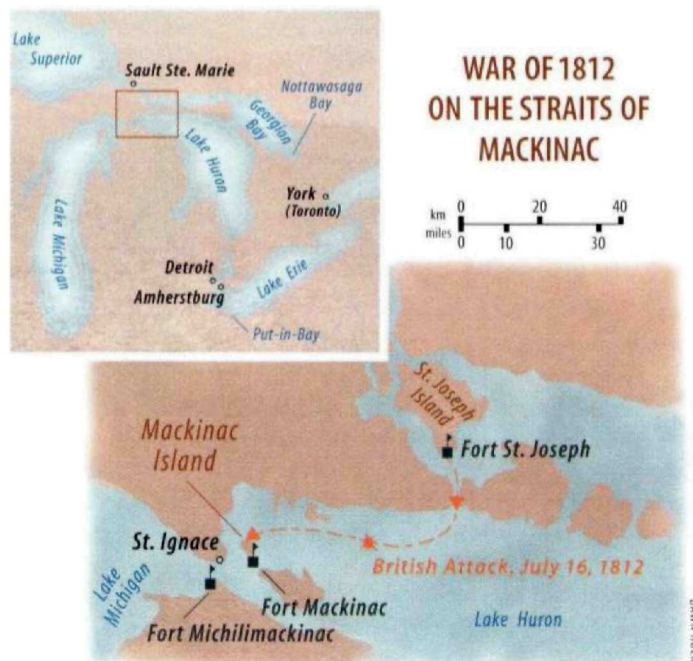 Lake
Superior
Sault Ste. Marie
Nottawasaga
Bay
Georgian
Bay
Lake Huron
York
(Toronto)
Lake Michigan
Detroit
Amherstburg
Lake Erie
Put-in-Bay
WAR OF 1812
ON THE STRAITS OF
MACKINAC
km 0 20 40
miles 0 10 30
St. Joseph
Island
Fort St. Joseph
Mackinac
Island
St. Ignace
British Attack, July 16, 1812
Lake
Michigan
Fort Mackinac
Fort Michilimackinac
Lake Huron